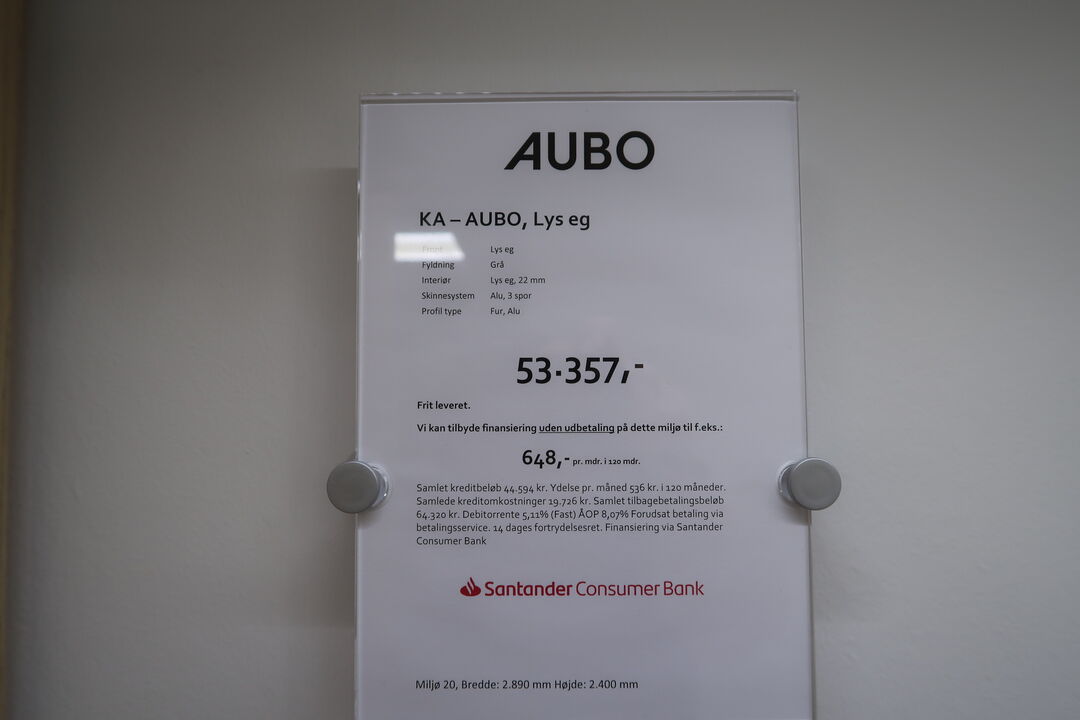 AUBO
KA – AUBO, Lys eg
Front Lys eg
Fyldning Grå
Interiør Lys eg, 22 mm
Skinnesystem Alu, 3 spor
Profil type Fur, Alu
53.357,-
Frit leveret.
Vi kan tilbyde finansiering uden udbetaling på dette miljø til f.eks.:
648,- pr. mdr. i 120 mdr.
Samlet kreditbeløb 44.594 kr. Ydelse pr. måned 536 kr. i 120 måneder.
Samlede kreditomkostninger 19.726 kr. Samlet tilbagebetalingsbeløb
64.320 kr. Debitorrente 5,11% (Fast) ÅOP 8,07% Forudsat betaling via
betalingsservice. 14 dages fortrydelsesret. Finansiering via Santander
Consumer Bank
Santander Consumer Bank
Miljø 20, Bredde: 2.890 mm Højde: 2.400 mm